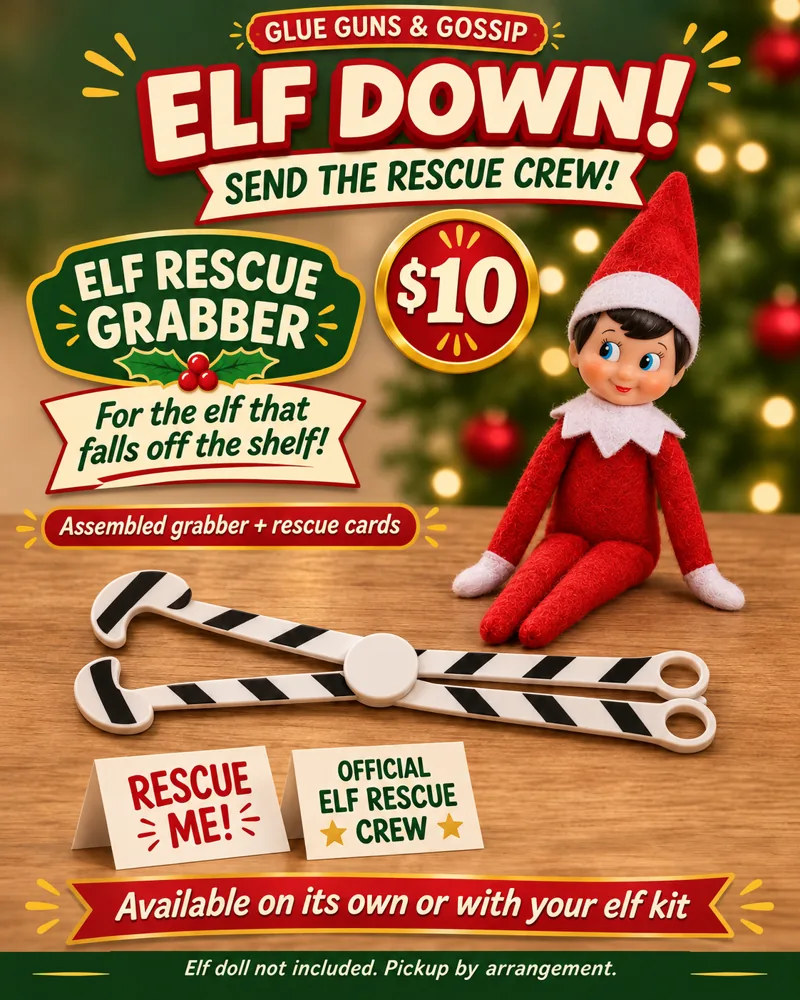 GLUE GUNS & GOSSIP
ELF DOWN!
SEND THE RESCUE CREW!
ELF RESCUE
GRABBER
$10
For the elf that
falls off the shelf!
Assembled grabber + rescue cards
RESCUE
ME!
OFFICIAL
ELF RESCUE
CREW
Available on its own or with your elf kit
Elf doll not included. Pickup by arrangement.